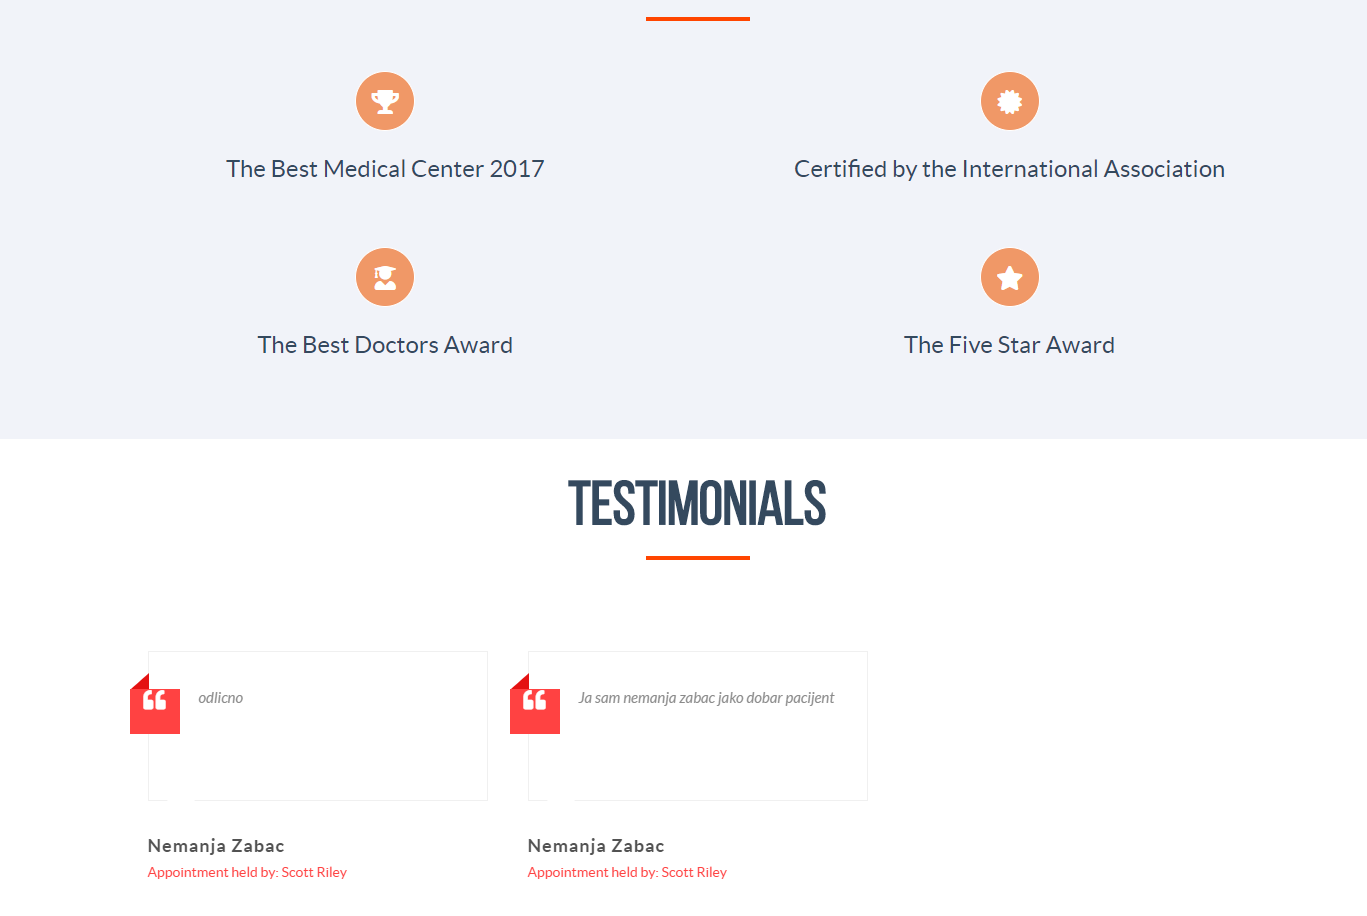 The Best Medical Center 2017
Certified by the International Association
The Best Doctors Award
The Five Star Award
TESTIMONIALS
odlicno
Ja sam nemanja zabac jako dobar pacijent
Nemanja Zabac
Appointment held by: Scott Riley
Nemanja Zabac
Appointment held by: Scott Riley